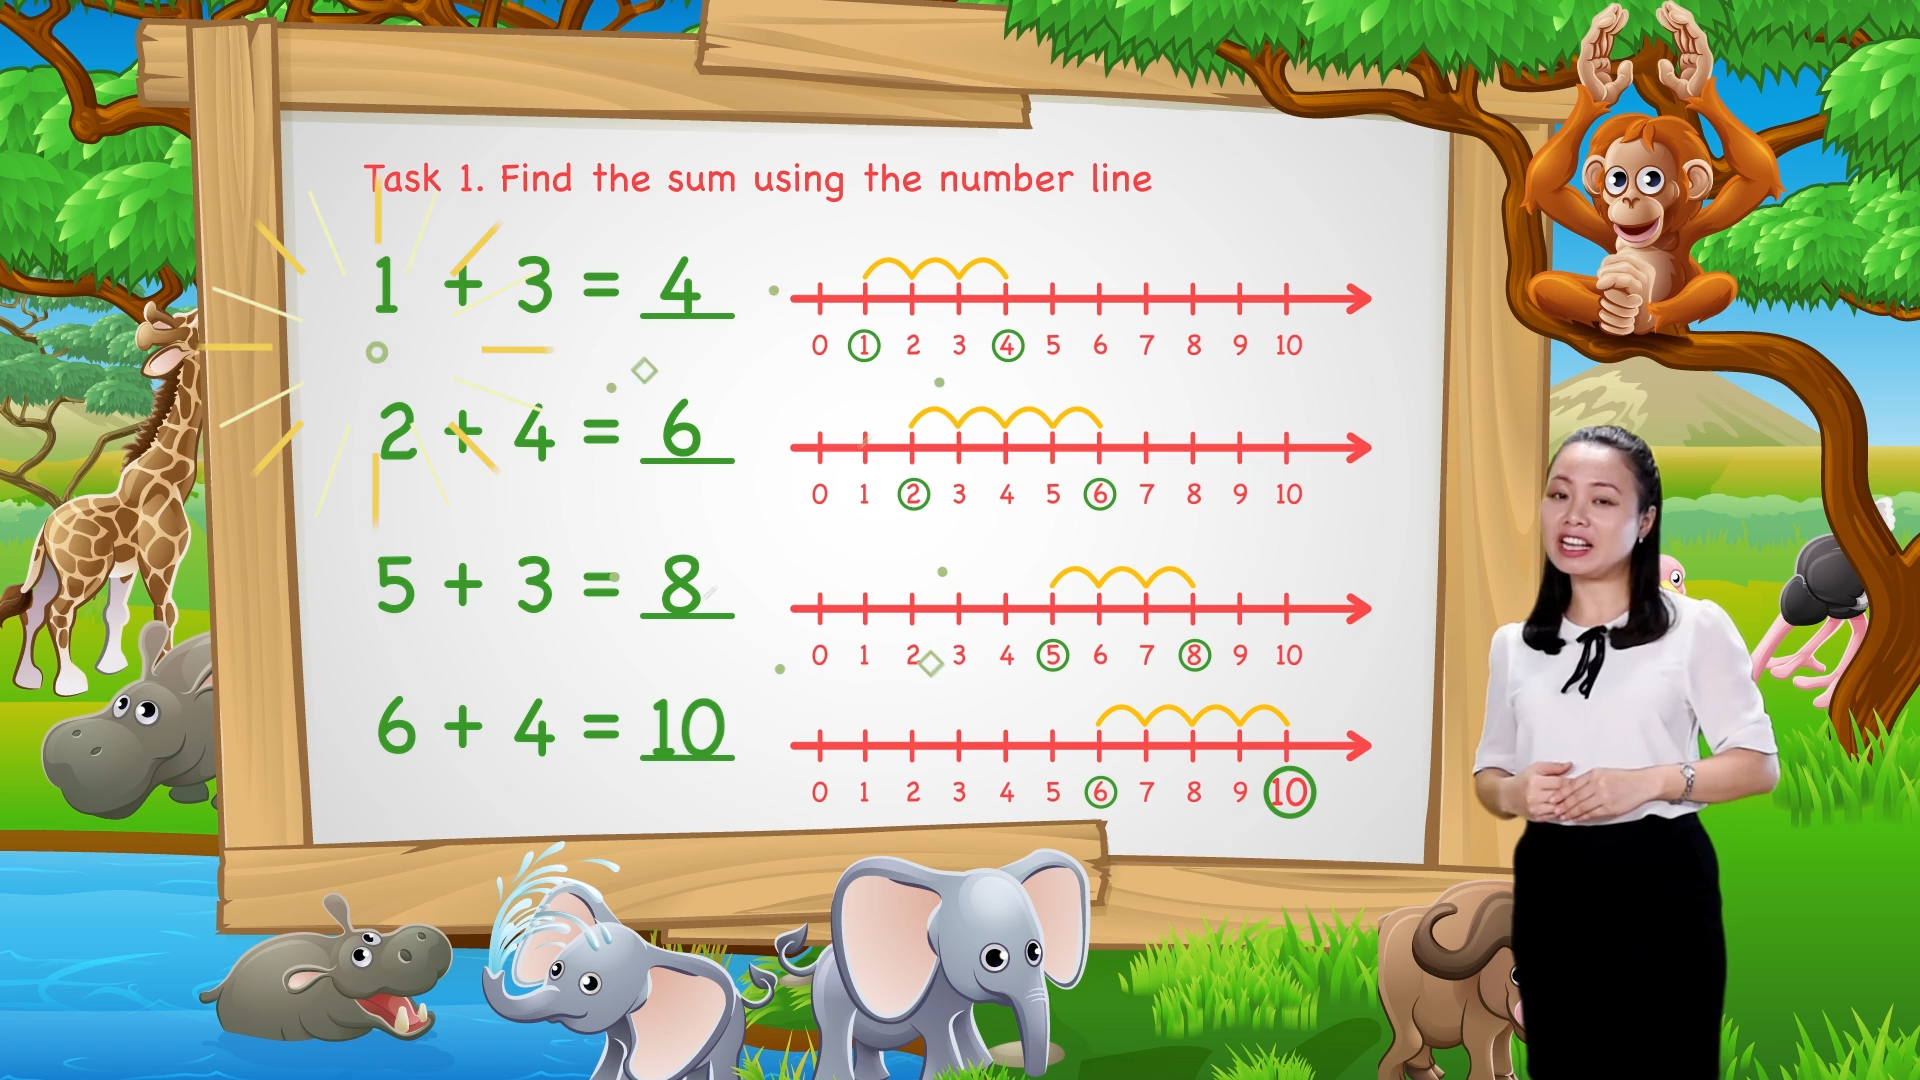 Task 1. Find the sum using the number line
1 + 3 = 4
0 1 2 3 4 5 6 7 8 9 10
2 + 4 = 6
0 1 2 3 4 5 6 7 8 9 10
5 + 3 = 8
0 1 2 3 4 5 6 7 8 9 10
6 + 4 = 10
0 1 2 3 4 5 6 7 8 9 10